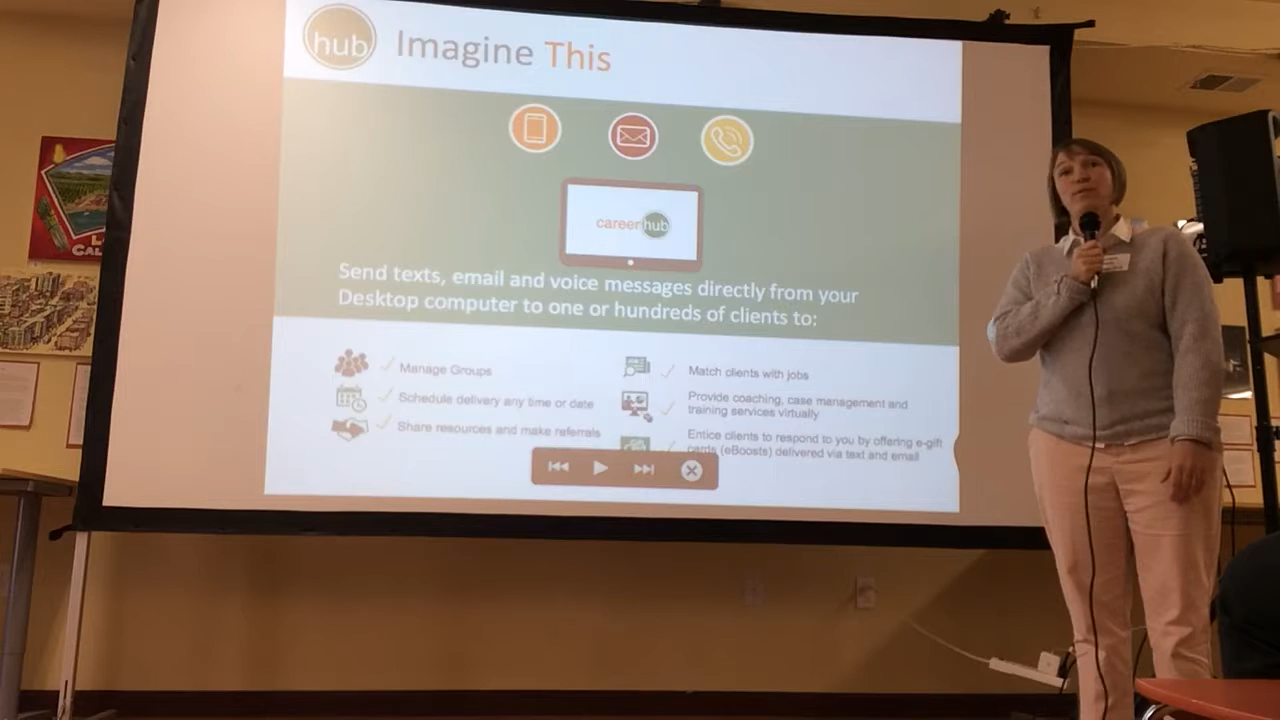 hub
Imagine This
careerhub
Send texts, email and voice messages directly from your
Desktop computer to one or hundreds of clients to:
Manage Groups
Schedule delivery any time or date
Share resources and make referrals
Match clients with jobs
Provide coaching, case management and
training services virtually
Entice clients to respond to you by offering e-gift
cards (eBoosts) delivered via text and email